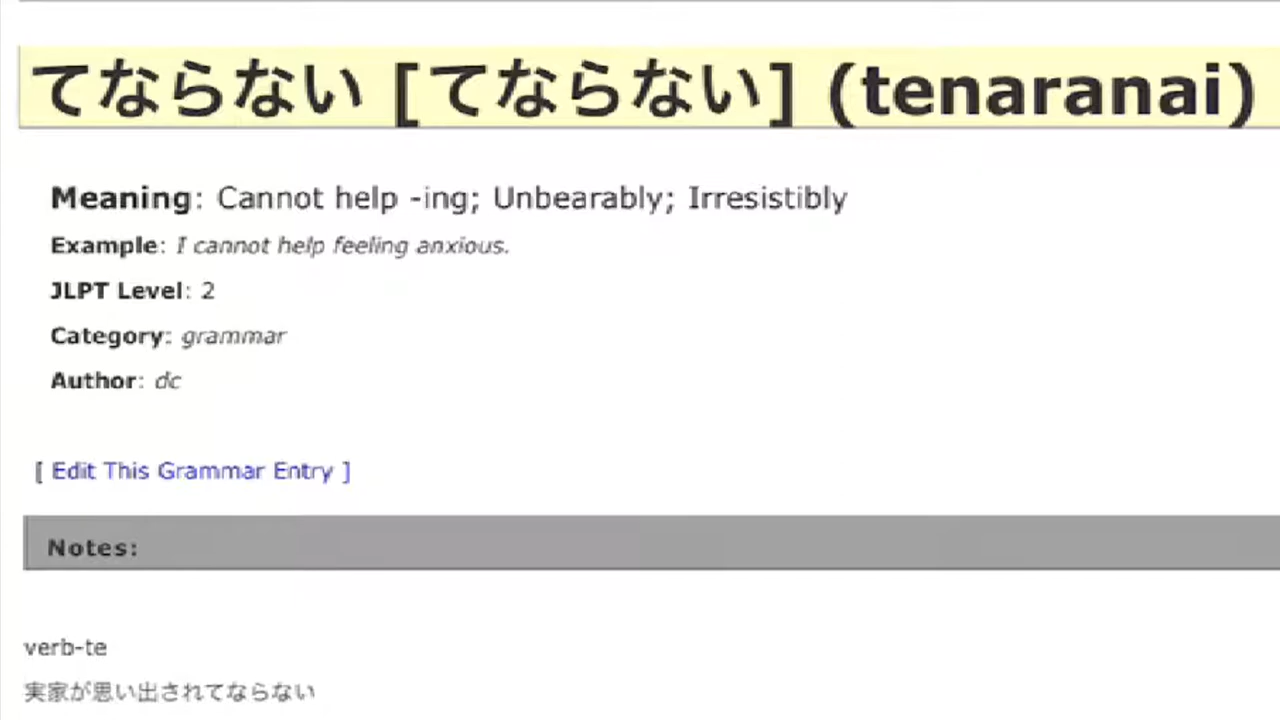 てならない [てならない] (tenaranai)
Meaning: Cannot help -ing; Unbearably; Irresistibly
Example: I cannot help feeling anxious.
JLPT Level: 2
Category: grammar
Author: dc
[ Edit This Grammar Entry ]
Notes:
verb-te
実家が思い出されてならない